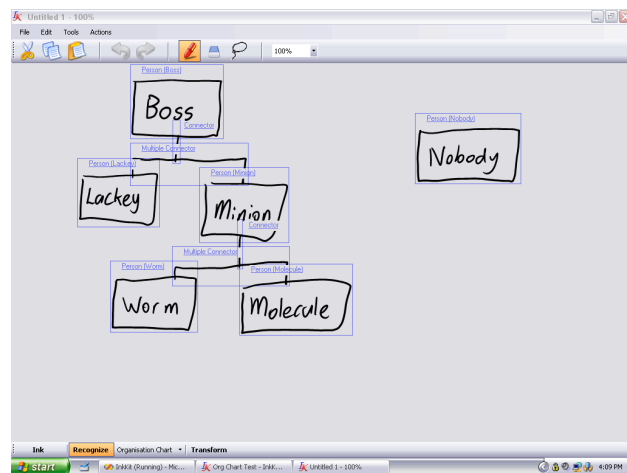 Untitled 1 - 100%
File Edit Tools Actions
100%
Person (Boss)
Boss
Connector
Person (Nobody)
Nobody
Multiple Connector
Person (Lackey)
Lackey
Person (Minion)
Minion
Connector
Multiple Connector
Person (Worm)
Worm
Person (Molecule)
Molecule
Ink Recognize Organisation Chart Transform
start InkKit (Running) - Mic... Org Chart Test - InkK... Untitled 1 - 100% 4:09 PM